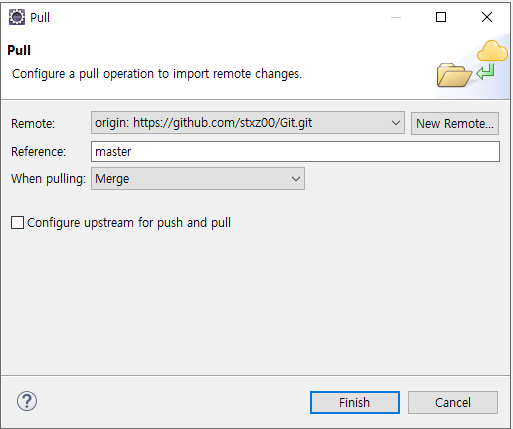 Pull
Pull
Configure a pull operation to import remote changes.
Remote: origin: https://github.com/stxz00/Git.git New Remote...
Reference: master
When pulling: Merge
Configure upstream for push and pull
? Finish Cancel